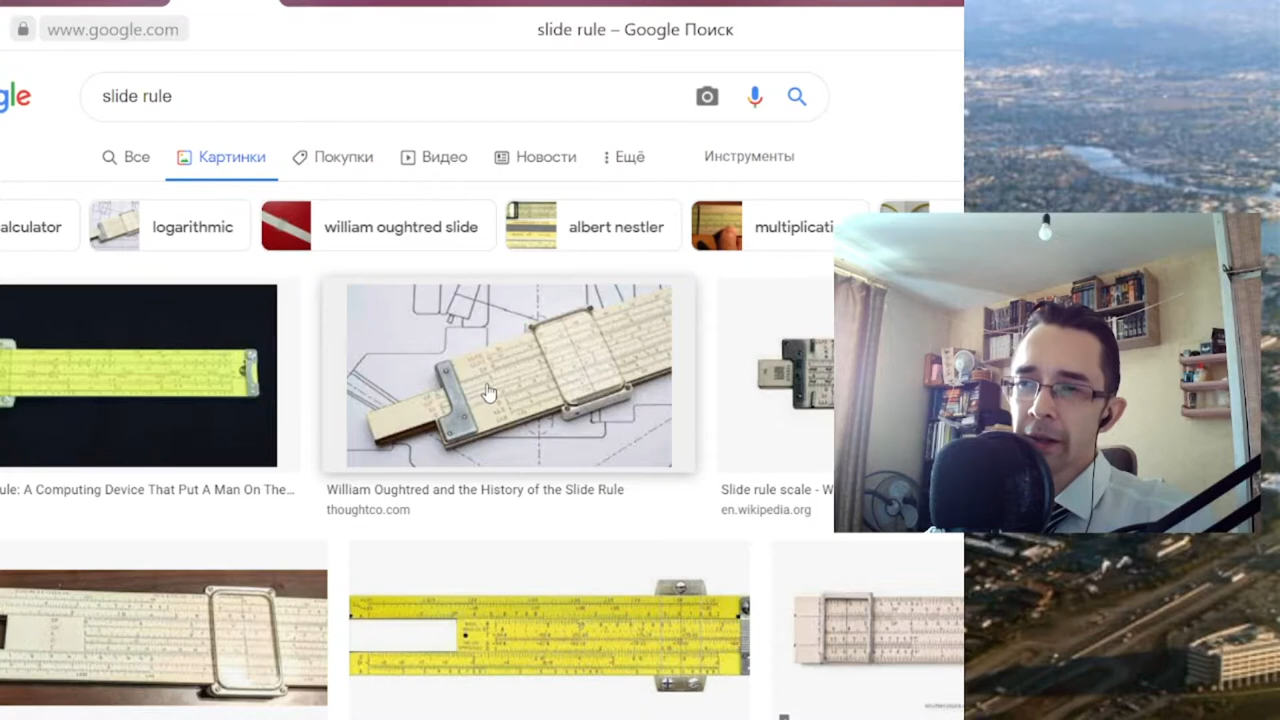 www.google.com
slide rule – Google Поиск
gle
slide rule
Все
Картинки
Покупки
Видео
Новости
Ещё
Инструменты
alculator
logarithmic
william oughtred slide
albert nestler
multiplicati
ule: A Computing Device That Put A Man On The...
William Oughtred and the History of the Slide Rule
Slide rule scale - W
thoughtco.com
en.wikipedia.org